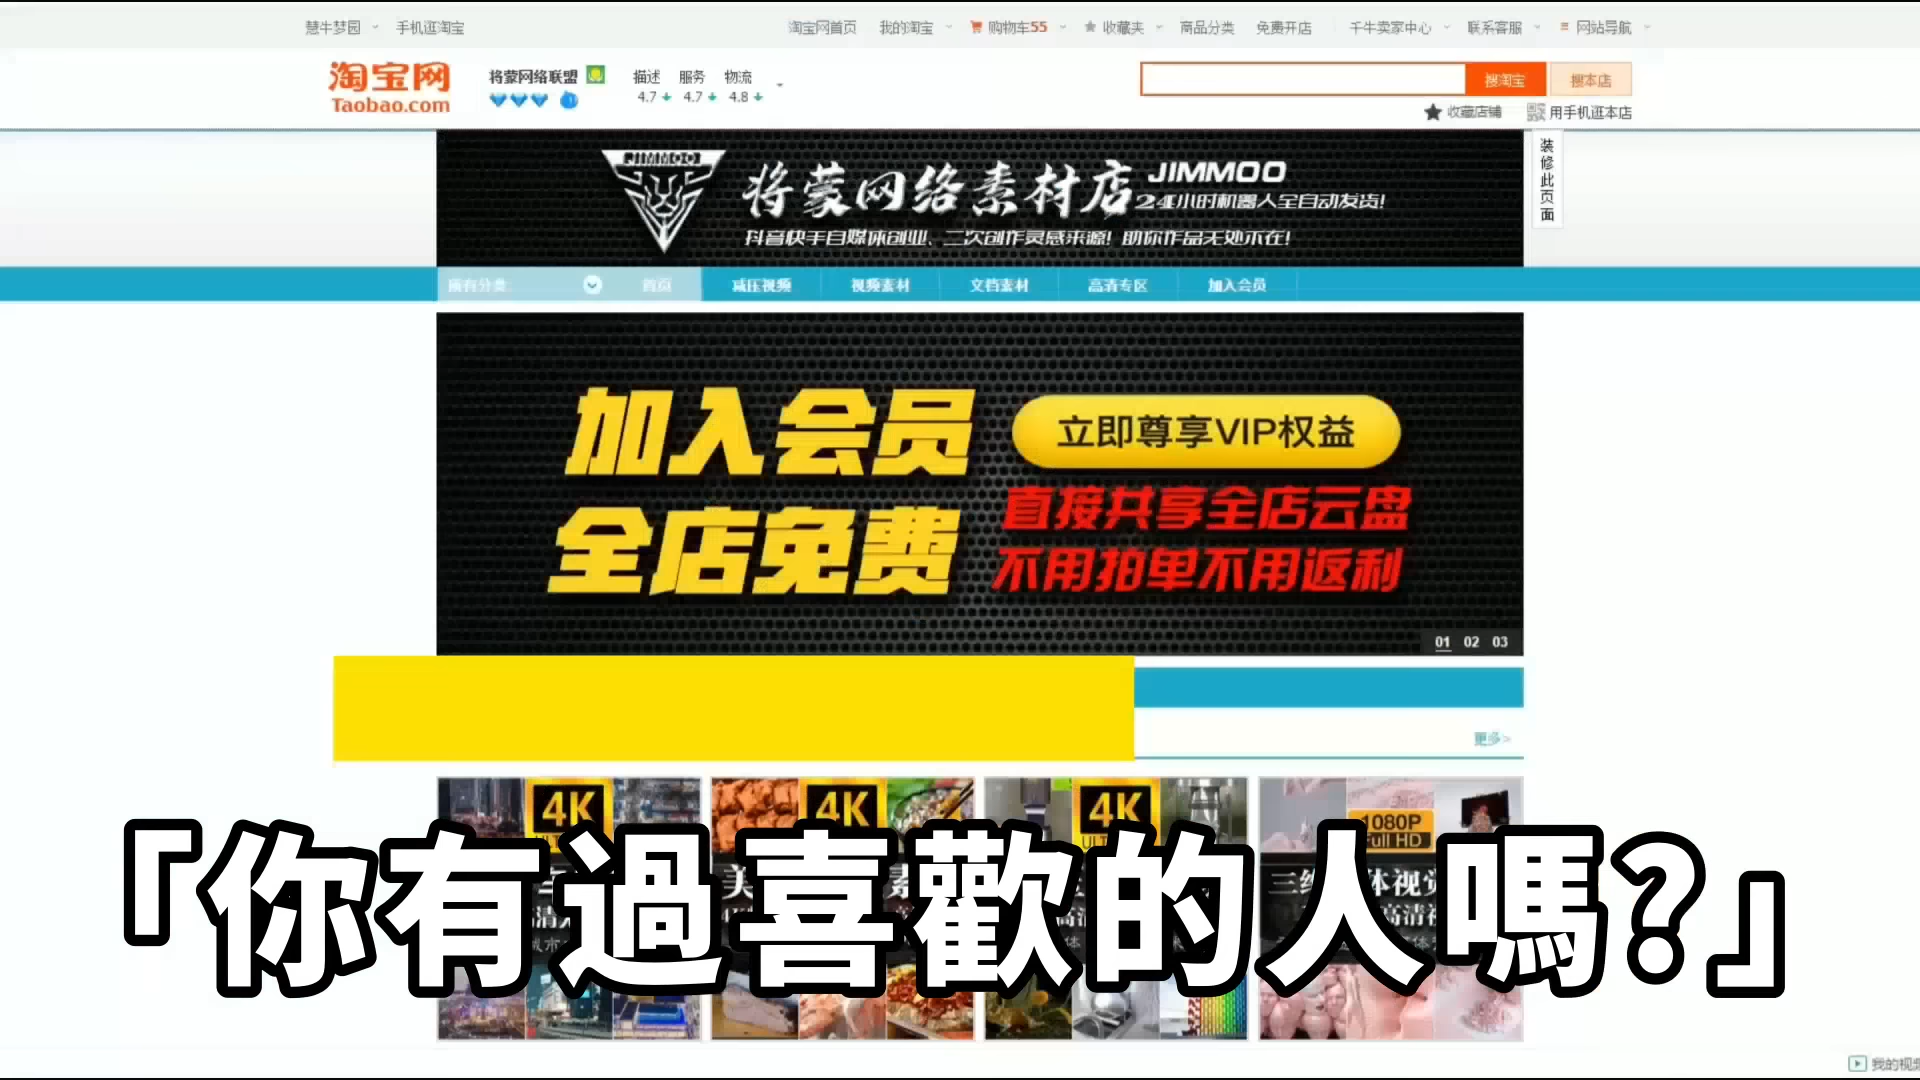 慧牛梦园 手机逛淘宝 淘宝网首页 我的淘宝 购物车55 收藏夹 商品分类 免费开店 千牛卖家中心 联系客服 网站导航
淘宝网
Taobao.com
将蒙网络联盟
描述 服务 物流
4.7 4.7 4.8
搜淘宝 搜本店
收藏店铺 用手机逛本店
装修此页面
JIMMOO
将蒙网络素材店
JIMMOO
24小时机器人全自动发货!
抖音快手自媒体创业、二次创作灵感来源! 助你作品无处不在!
所有分类 首页 减压视频 视频素材 文档素材 高清专区 加入会员
加入会员
全店免费
立即尊享VIP权益
直接共享全店云盘
不用拍单不用返利
01 02 03
更多>
4K
4K
4K
1080P
Full HD
「你有過喜歡的人嗎?」
我的视频